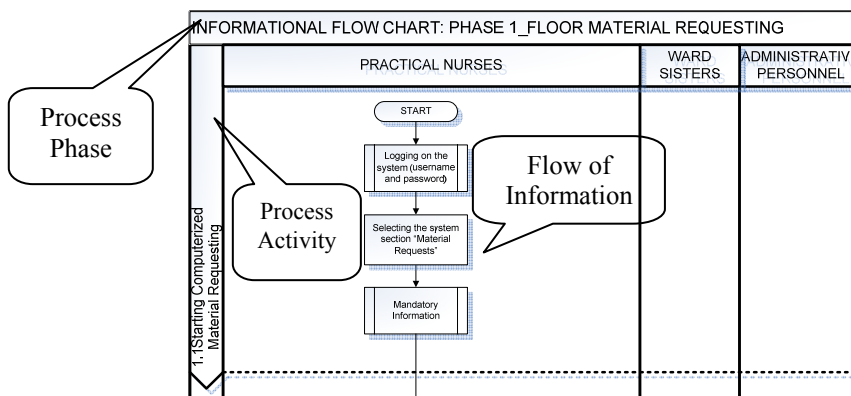 INFORMATIONAL FLOW CHART: PHASE 1_FLOOR MATERIAL REQUESTING
PRACTICAL NURSES
WARD
SISTERS
ADMINISTRATIV
PERSONNEL
Process
Phase
START
Logging on the
system (username
and password)
Flow of
Information
Process
Activity
Selecting the system
section "Material
Requests"
Mandatory
Information
1.1Starting Computerized
Material Requesting